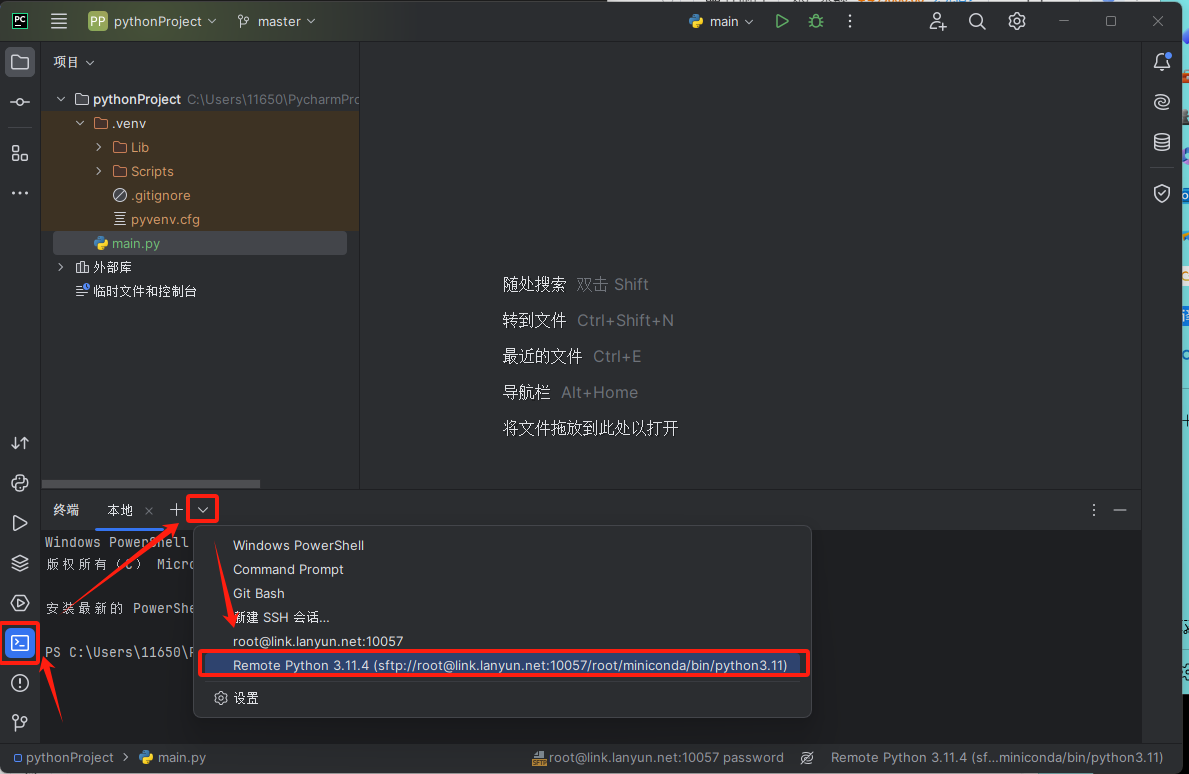 PC
PP pythonProject master main
项目
pythonProject C:\Users\11650\PycharmPro
.venv
Lib
Scripts
.gitignore
pyvenv.cfg
main.py
外部库
临时文件和控制台
随处搜索 双击 Shift
转到文件 Ctrl+Shift+N
最近的文件 Ctrl+E
导航栏 Alt+Home
将文件拖放到此处以打开
终端 本地
Windows PowerShell
版权所有 (C) Micro
安装最新的 PowerShe
PS C:\Users\11650\P
Windows PowerShell
Command Prompt
Git Bash
新建 SSH 会话...
root@link.lanyun.net:10057
Remote Python 3.11.4 (sftp://root@link.lanyun.net:10057/root/miniconda/bin/python3.11)
设置
pythonProject main.py SFTP root@link.lanyun.net:10057 password Remote Python 3.11.4 (sf...miniconda/bin/python3.11)